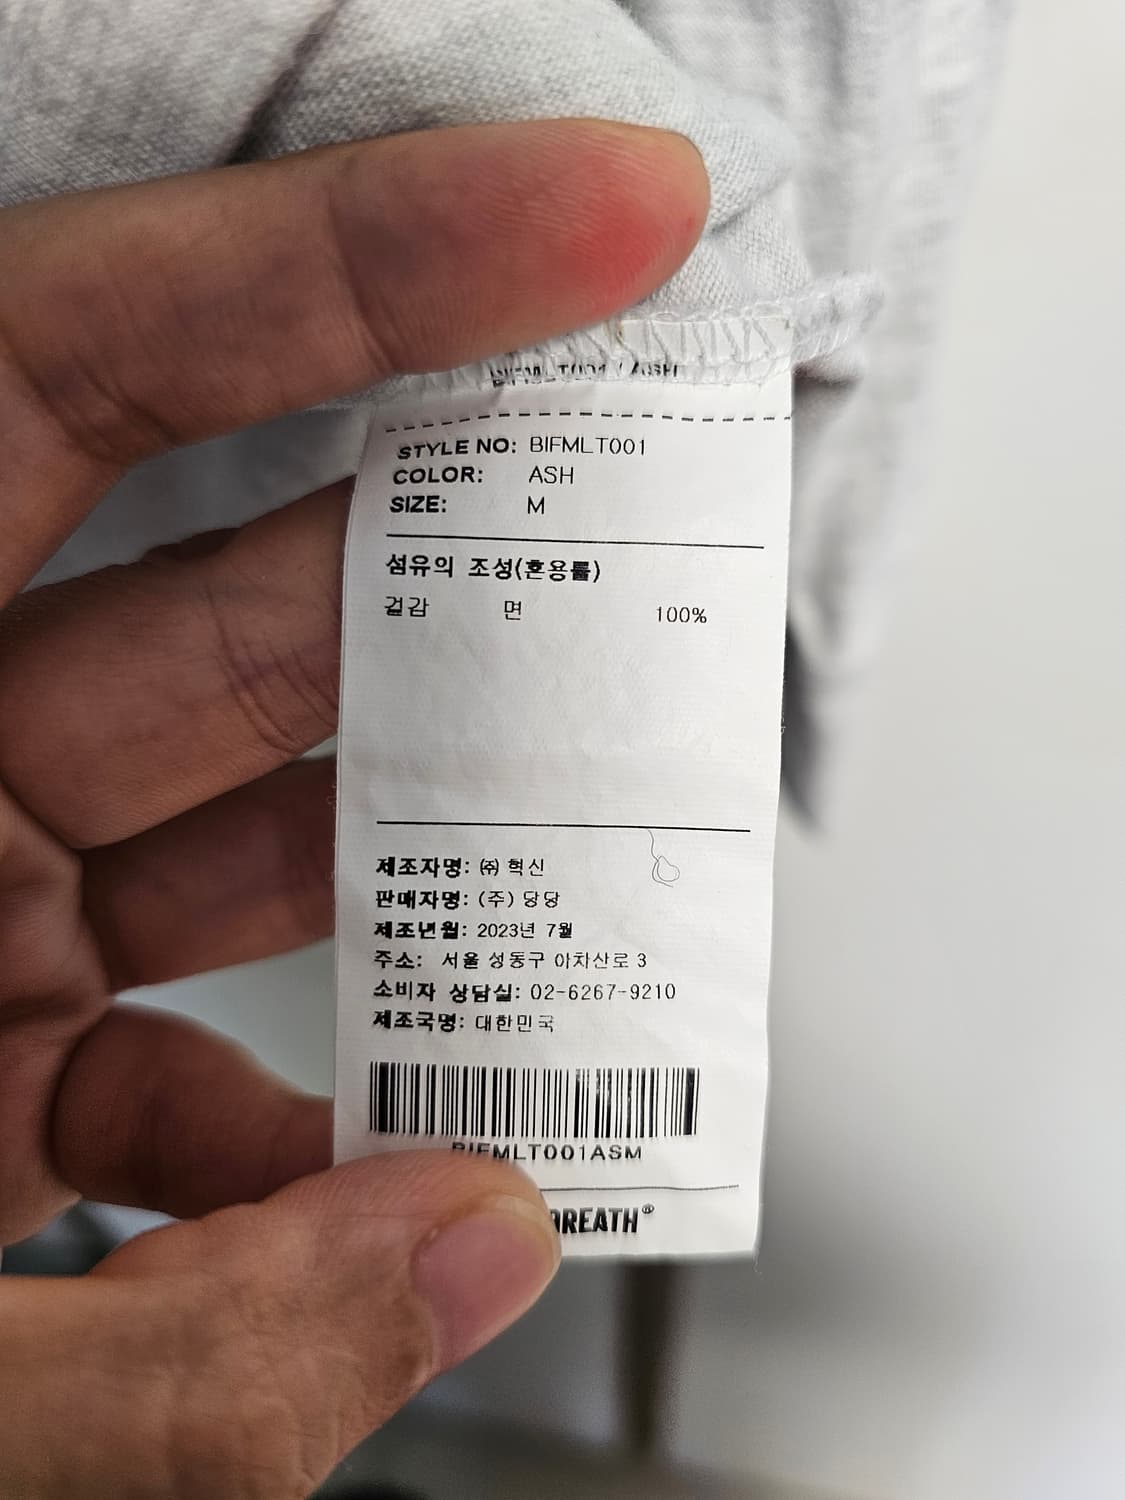 BIFMLT001 / ASH
STYLE NO: BIFMLT001
COLOR: ASH
SIZE: M
섬유의 조성(혼용률)
겉감 면 100%
제조자명: ㈜ 혁신
판매자명: (주) 당당
제조년월: 2023년 7월
주소: 서울 성동구 아차산로 3
소비자 상담실: 02-6267-9210
제조국명: 대한민국
BIFMLT001ASM